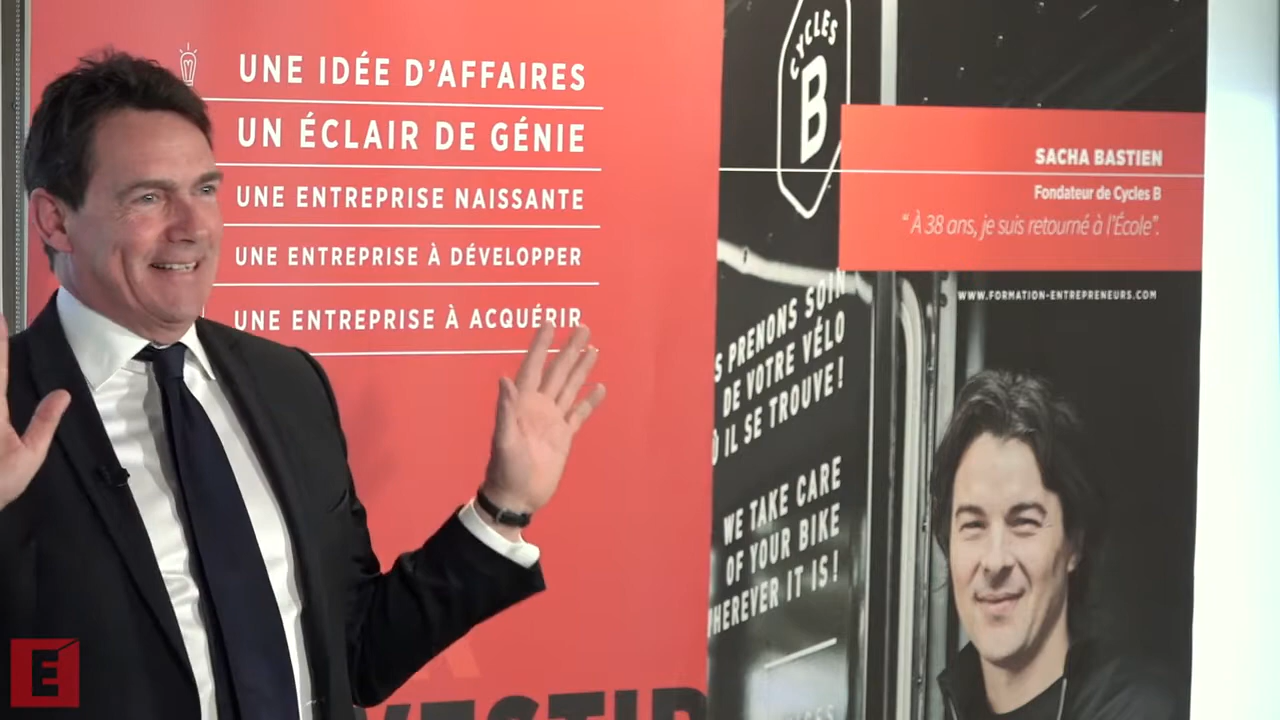 UNE IDÉE D'AFFAIRES
UN ÉCLAIR DE GÉNIE
UNE ENTREPRISE NAISSANTE
UNE ENTREPRISE À DÉVELOPPER
UNE ENTREPRISE À ACQUÉRIR
CYCLES
B
SACHA BASTIEN
Fondateur de Cycles B
“ À 38 ans, je suis retourné à l'École”.
WWW.FORMATION-ENTREPRENEURS.COM
PRENONS SOIN
DE VOTRE VÉLO
IL SE TROUVE !
WE TAKE CARE
OF YOUR BIKE
WHEREVER IT IS !
É